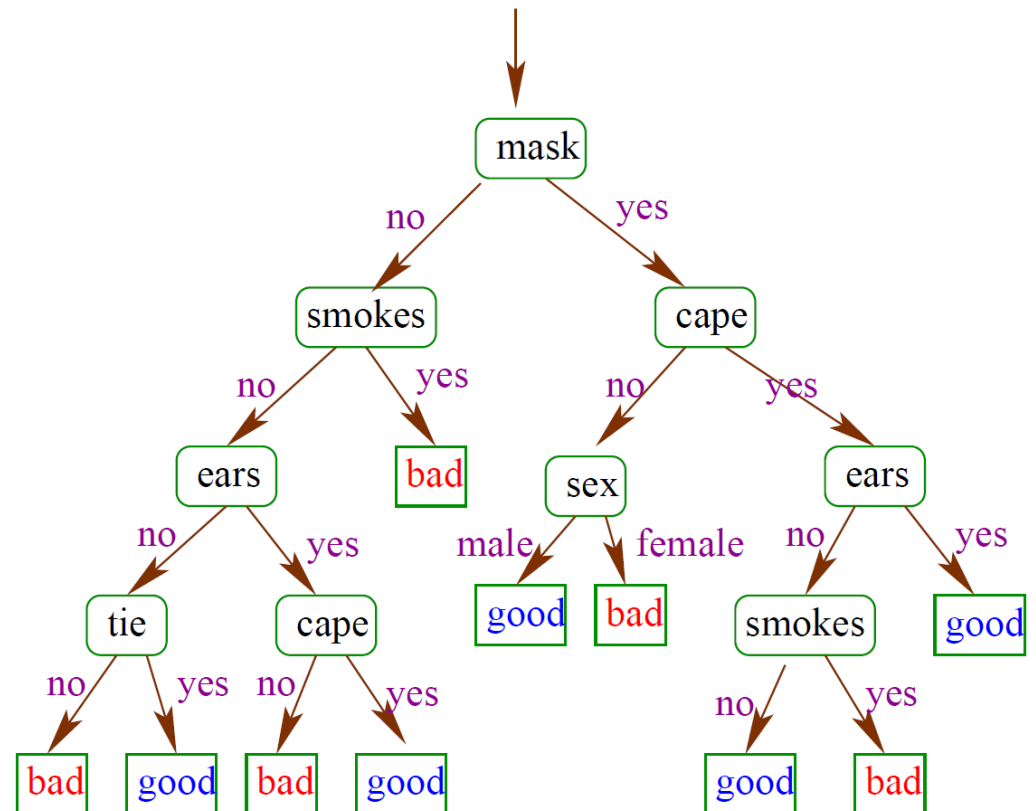 mask
no yes
smokes cape
no yes no yes
ears bad sex ears
no yes male female no yes
tie cape good bad smokes good
no yes no yes no yes
bad good bad good good bad